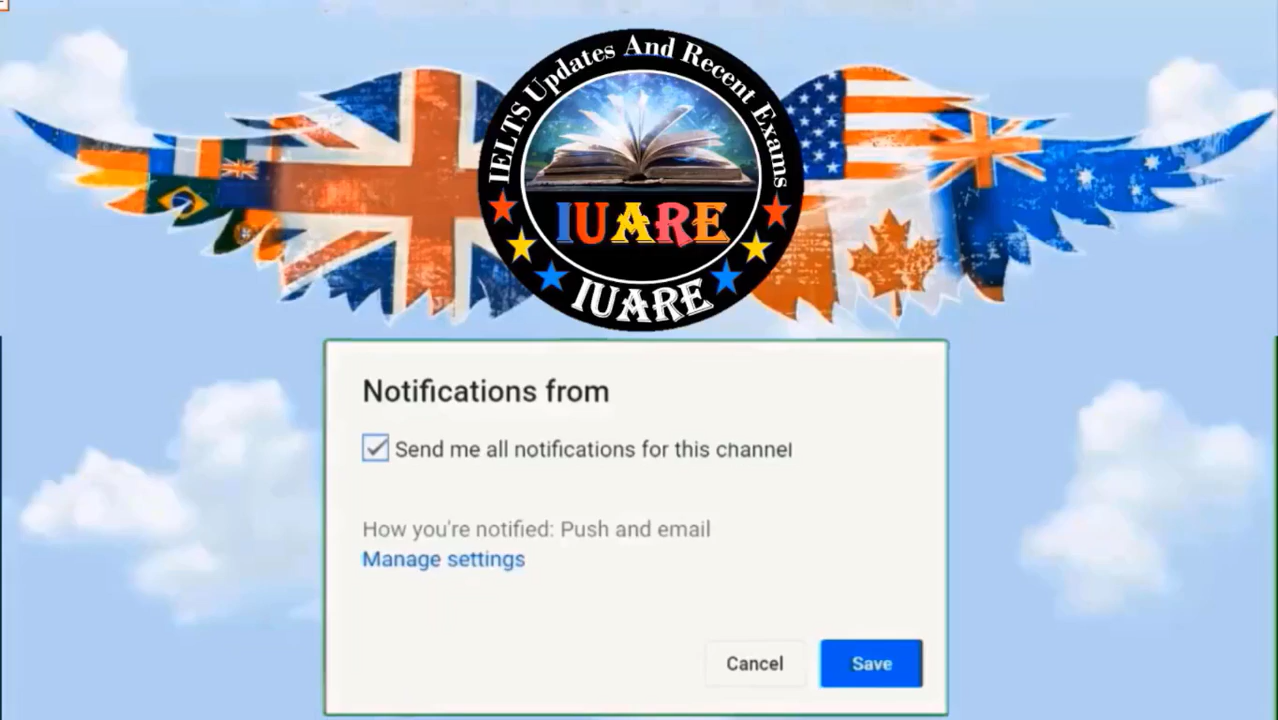 IELTS Updates And Recent Exams
IUARE
IUARE
Notifications from
Send me all notifications for this channel
How you're notified: Push and email
Manage settings
Cancel
Save